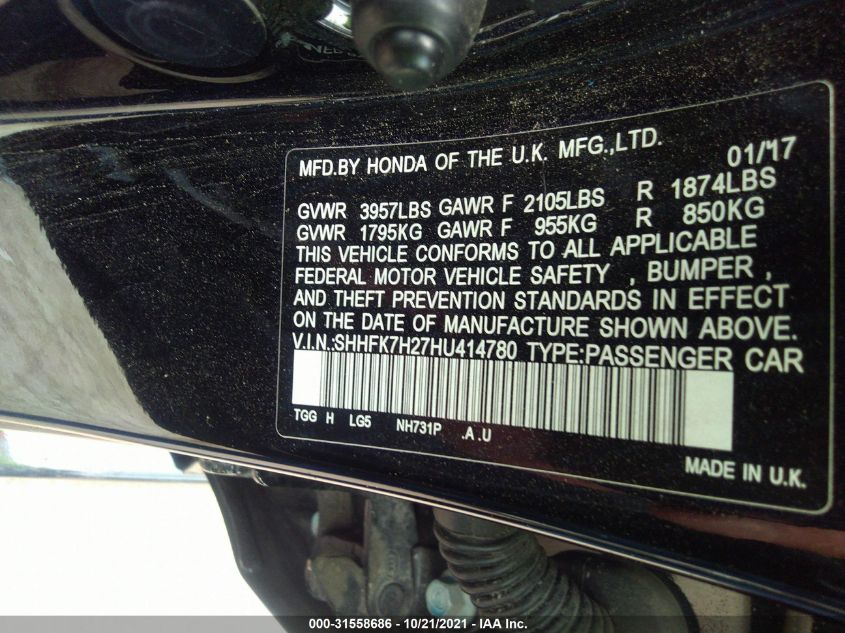 MFD.BY HONDA OF THE U.K. MFG.,LTD. 01/'17
GVWR 3957LBS GAWR F 2105LBS R 1874LBS
GVWR 1795KG GAWR F 955KG R 850KG
THIS VEHICLE CONFORMS TO ALL APPLICABLE
FEDERAL MOTOR VEHICLE SAFETY , BUMPER ,
AND THEFT PREVENTION STANDARDS IN EFFECT
ON THE DATE OF MANUFACTURE SHOWN ABOVE.
V.I.N.:SHHFK7H27HU414780 TYPE:PASSENGER CAR
TGG H LG5 NH731P .A .U
MADE IN U.K.
000-31558686 - 10/21/2021 - IAA Inc.